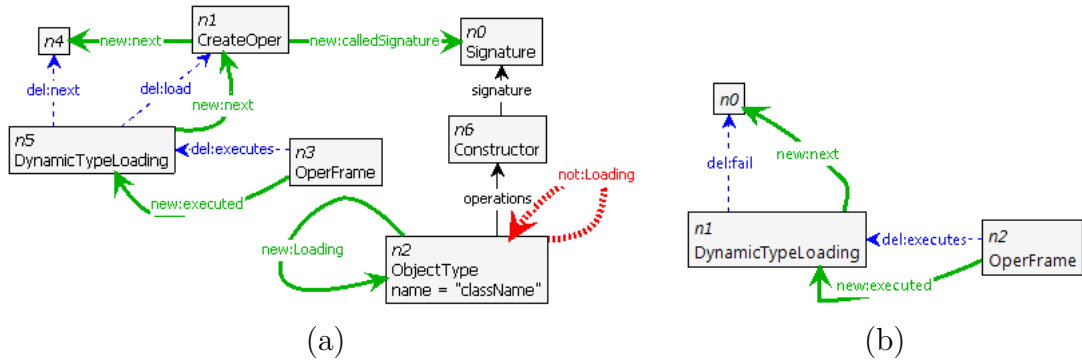 n4
new:next
n1
CreateOper
new:calledSignature
n0
Signature
del:next
del:load
new:next
signature
n5
DynamicTypeLoading
del:executes
n3
OperFrame
n6
Constructor
new:executed
not:Loading
operations
new:Loading
n2
ObjectType
name = "className"
(a)
n0
del:fail
new:next
n1
DynamicTypeLoading
del:executes
n2
OperFrame
new:executed
(b)